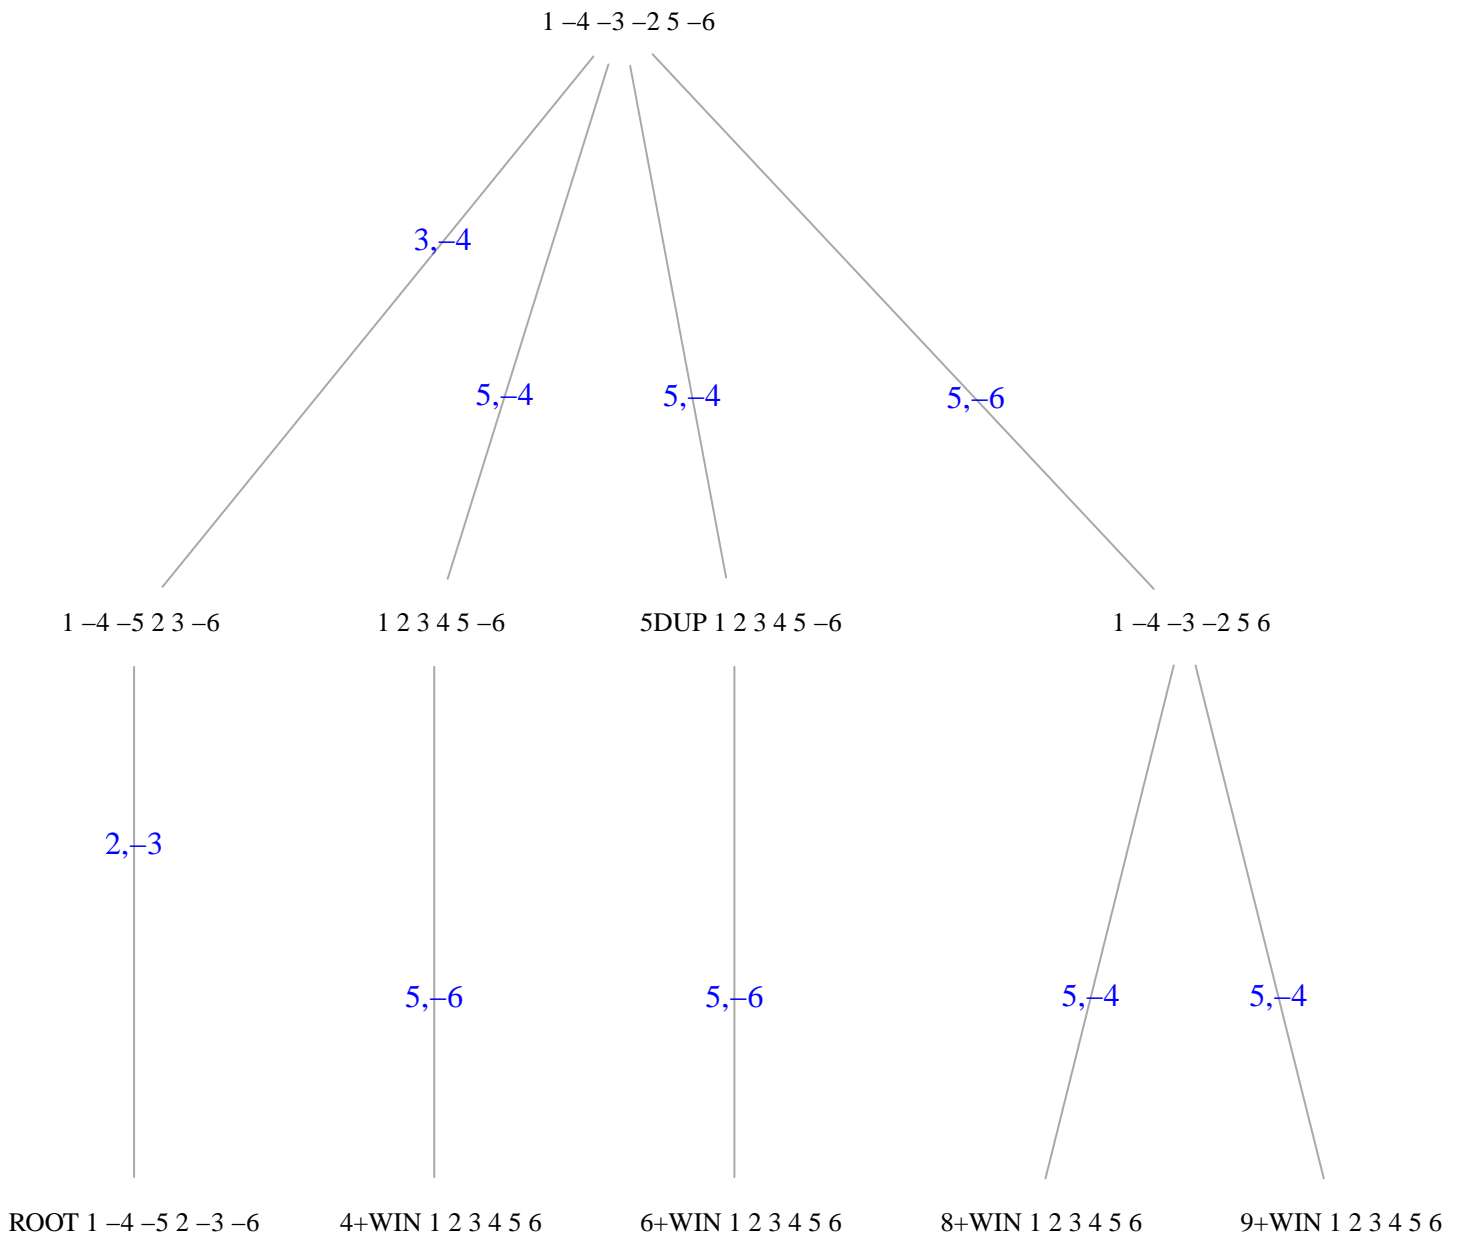 1 –4 –3 –2 5 –6
3,–4
5,–4
5,–4
5,–6
1 –4 –5 2 3 –6
1 2 3 4 5 –6
5DUP 1 2 3 4 5 –6
1 –4 –3 –2 5 6
2,–3
5,–6
5,–6
5,–4
5,–4
ROOT 1 –4 –5 2 –3 –6
4+WIN 1 2 3 4 5 6
6+WIN 1 2 3 4 5 6
8+WIN 1 2 3 4 5 6
9+WIN 1 2 3 4 5 6